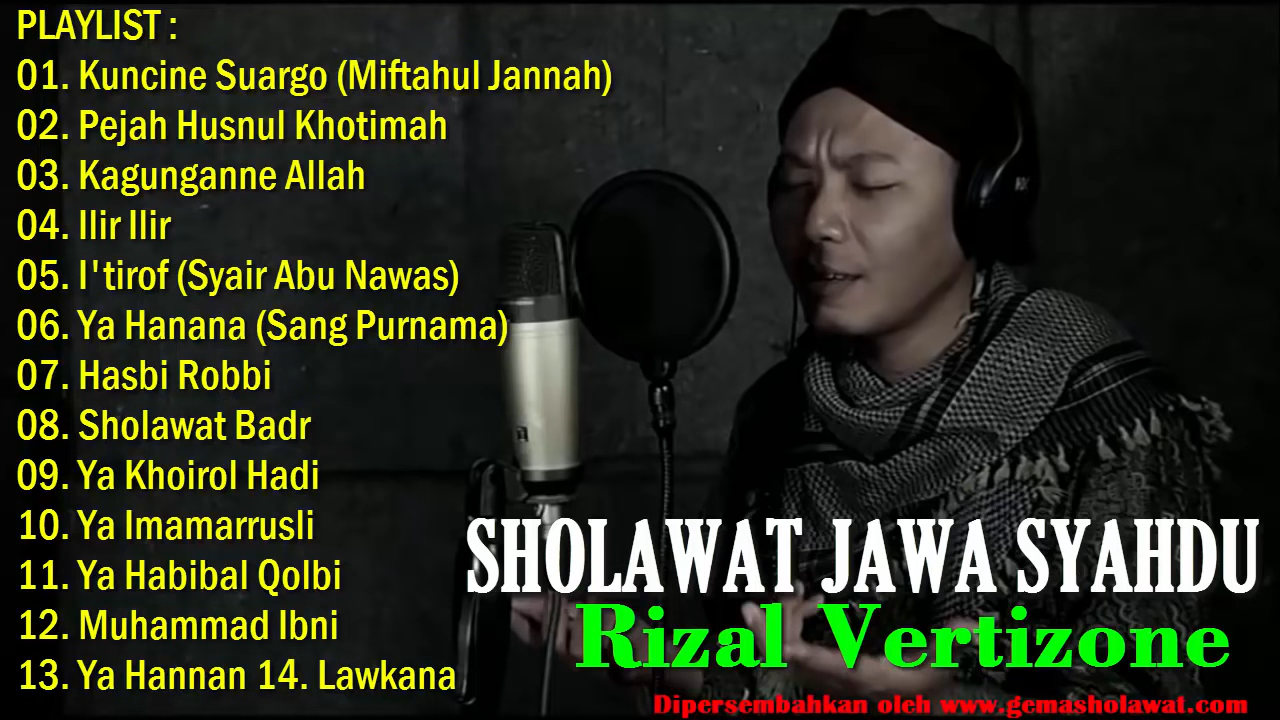 PLAYLIST :
01. Kuncine Suargo (Miftahul Jannah)
02. Pejah Husnul Khotimah
03. Kagunganne Allah
04. Ilir Ilir
05. I'tirof (Syair Abu Nawas)
06. Ya Hanana (Sang Purnama)
07. Hasbi Robbi
08. Sholawat Badr
09. Ya Khoirol Hadi
10. Ya Imamarrusli
11. Ya Habibal Qolbi
12. Muhammad Ibni
13. Ya Hannan 14. Lawkana
SHOLAWAT JAWA SYAHDU
Rizal Vertizone
Dipersembahkan oleh www.gemasholawat.com